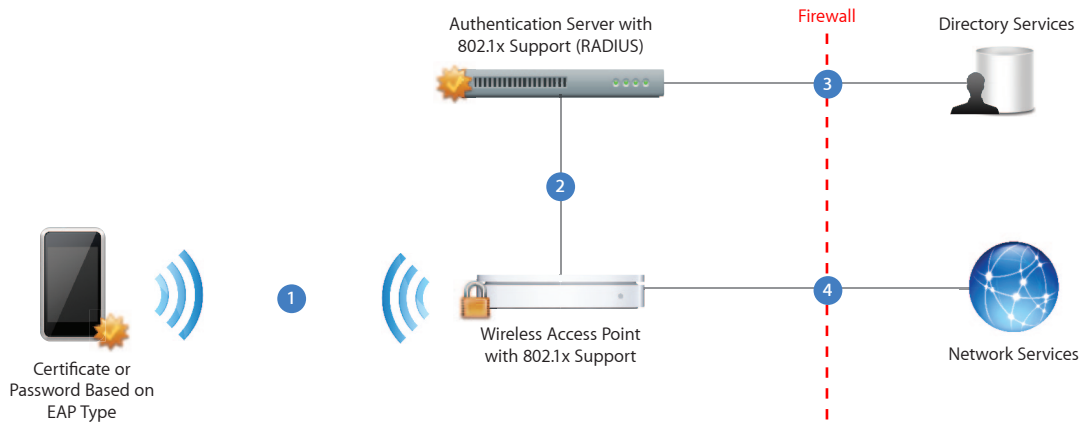 Authentication Server with
802.1x Support (RADIUS)
Firewall
Directory Services
3
2
1
4
Wireless Access Point
with 802.1x Support
Network Services
Certificate or
Password Based on
EAP Type